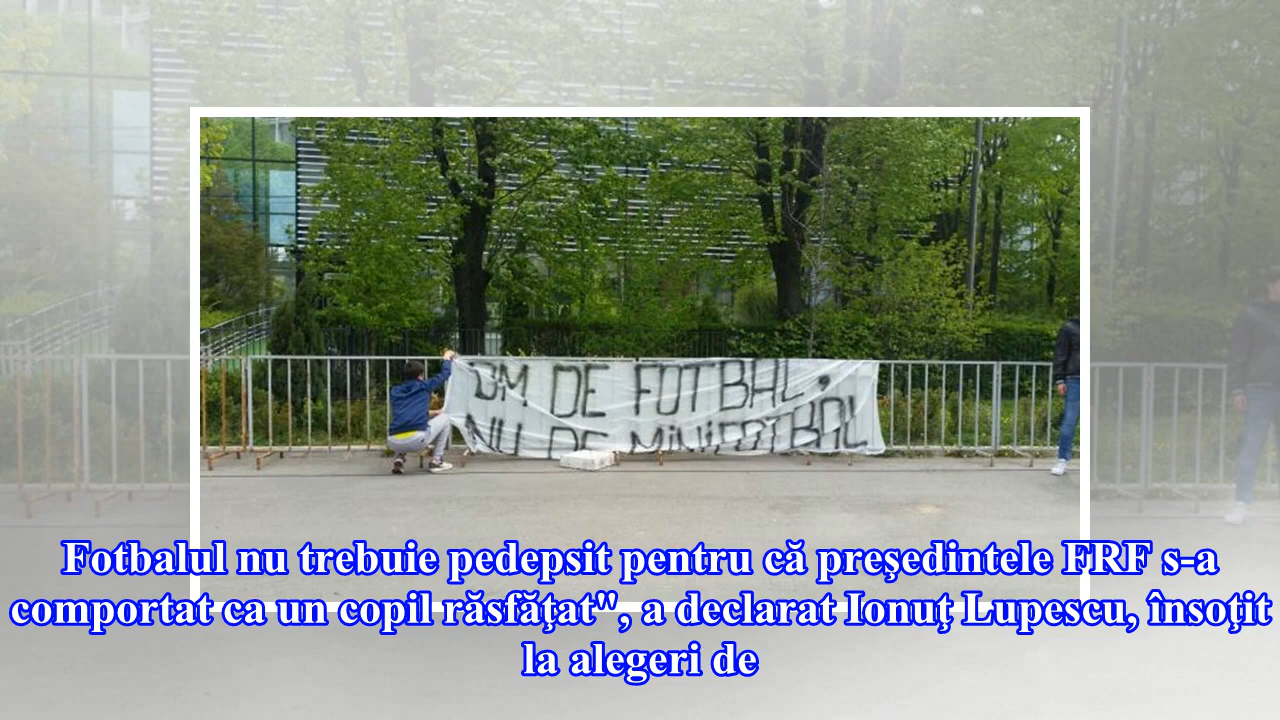 OM DE FOTBAL,
NU DE MINIFOTBAL
Fotbalul nu trebuie pedepsit pentru că preşedintele FRF s-a
comportat ca un copil răsfăţat", a declarat Ionuţ Lupescu, însoţit
la alegeri de